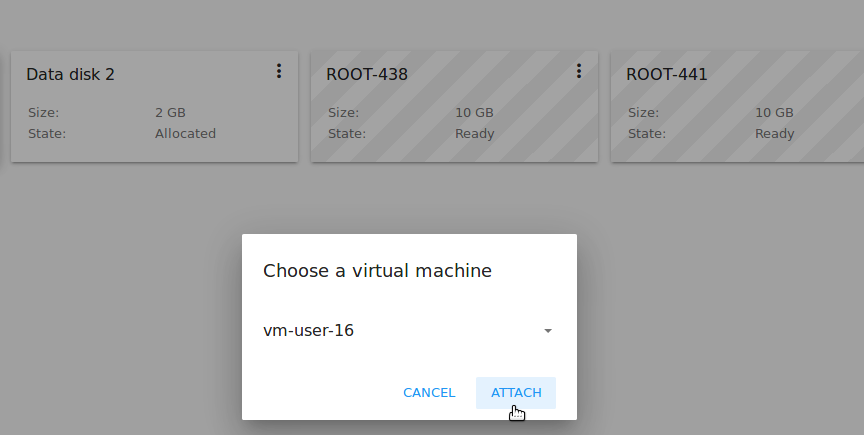 Data disk 2
Size: 2 GB
State: Allocated
ROOT-438
Size: 10 GB
State: Ready
ROOT-441
Size: 10 GB
State: Ready
Choose a virtual machine
vm-user-16
CANCEL ATTACH